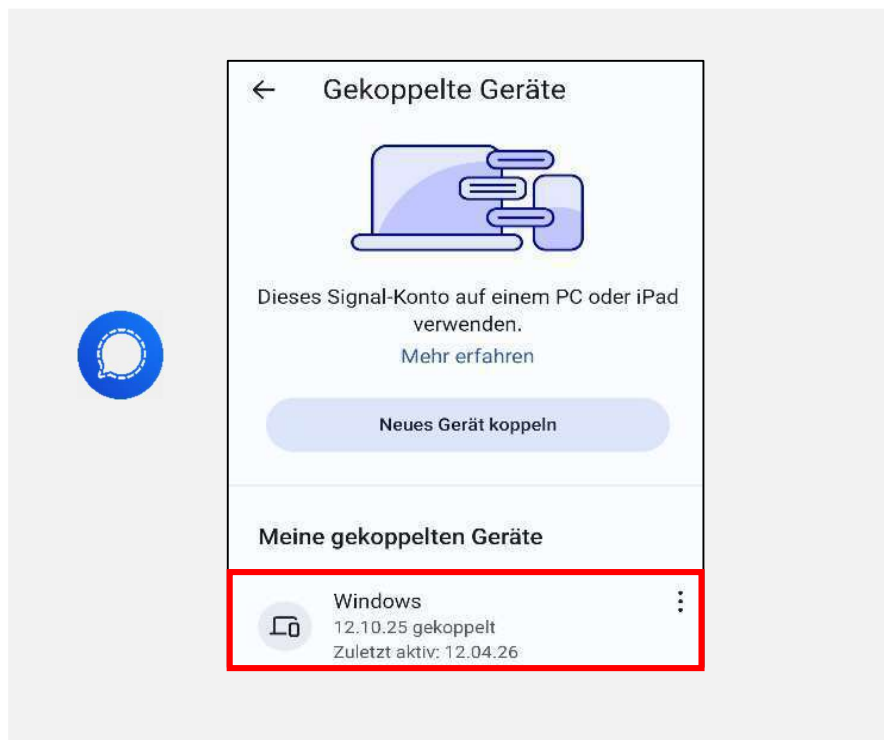 Gekoppelte Geräte
Dieses Signal-Konto auf einem PC oder iPad
verwenden.
Mehr erfahren
Neues Gerät koppeln
Meine gekoppelten Geräte
Windows
12.10.25 gekoppelt
Zuletzt aktiv: 12.04.26